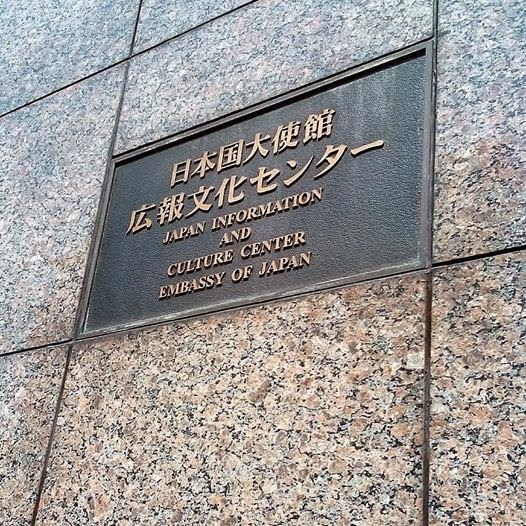 日本国大使館
広報文化センター
JAPAN INFORMATION
AND
CULTURE CENTER
EMBASSY OF JAPAN